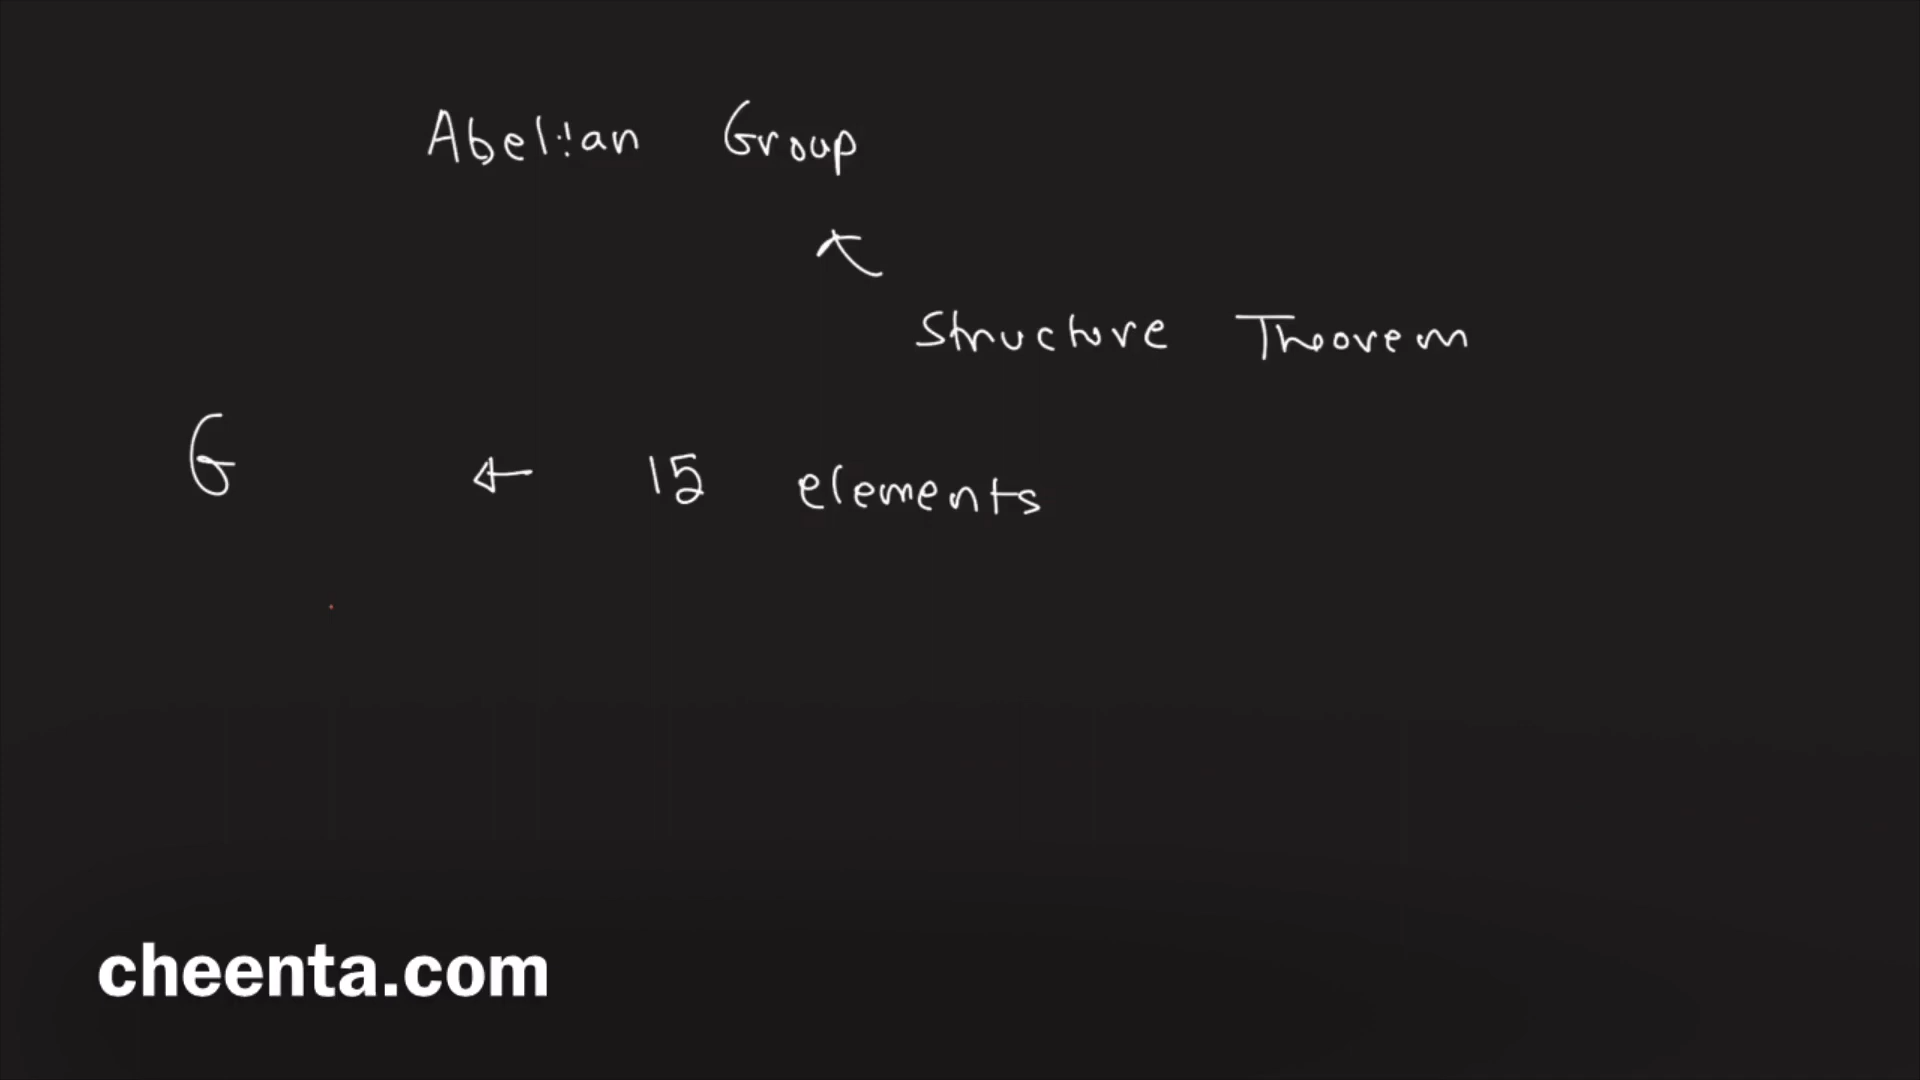 Abelian Group
Structure Theorem
G ← 15 elements
cheenta.com